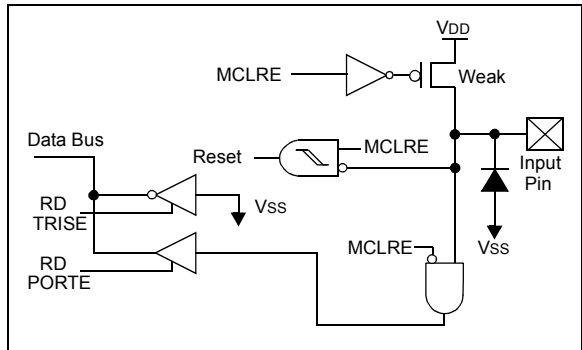 VDD
MCLRE
Weak
Data Bus
Reset
MCLRE
Input
Pin
VSS
RD
TRISE
VSS
MCLRE
RD
PORTE